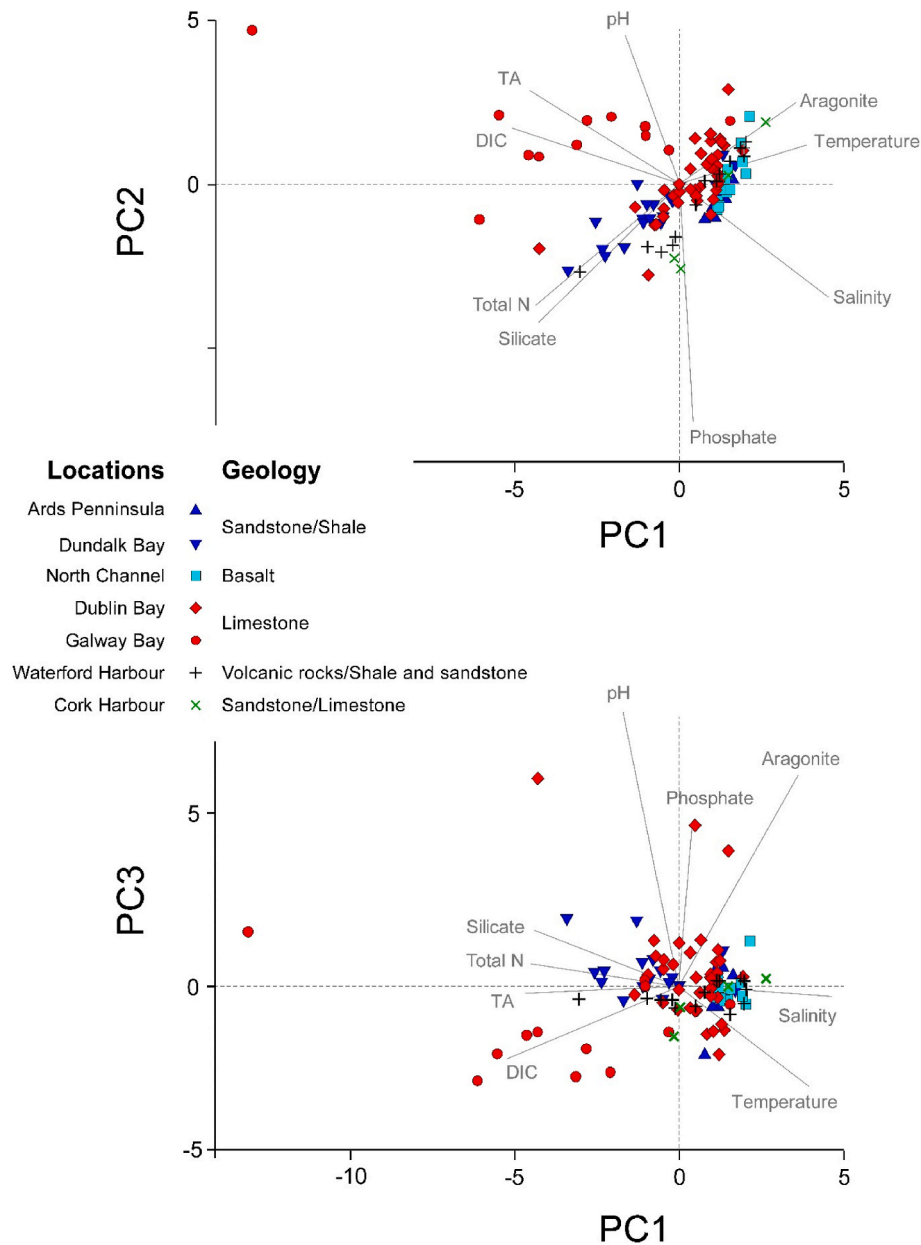 5
pH
TA
Aragonite
DIC
Temperature
PC2
0
Total N
Salinity
Silicate
Phosphate
-5 0 5
PC1
Locations Geology
Ards Penninsula
Sandstone/Shale
Dundalk Bay
North Channel Basalt
Dublin Bay
Limestone
Galway Bay
Waterford Harbour Volcanic rocks/Shale and sandstone
Cork Harbour Sandstone/Limestone
pH
Aragonite
Phosphate
5
PC3
Silicate
Total N
0
TA
Salinity
DIC
Temperature
-5
-10 0 5
PC1